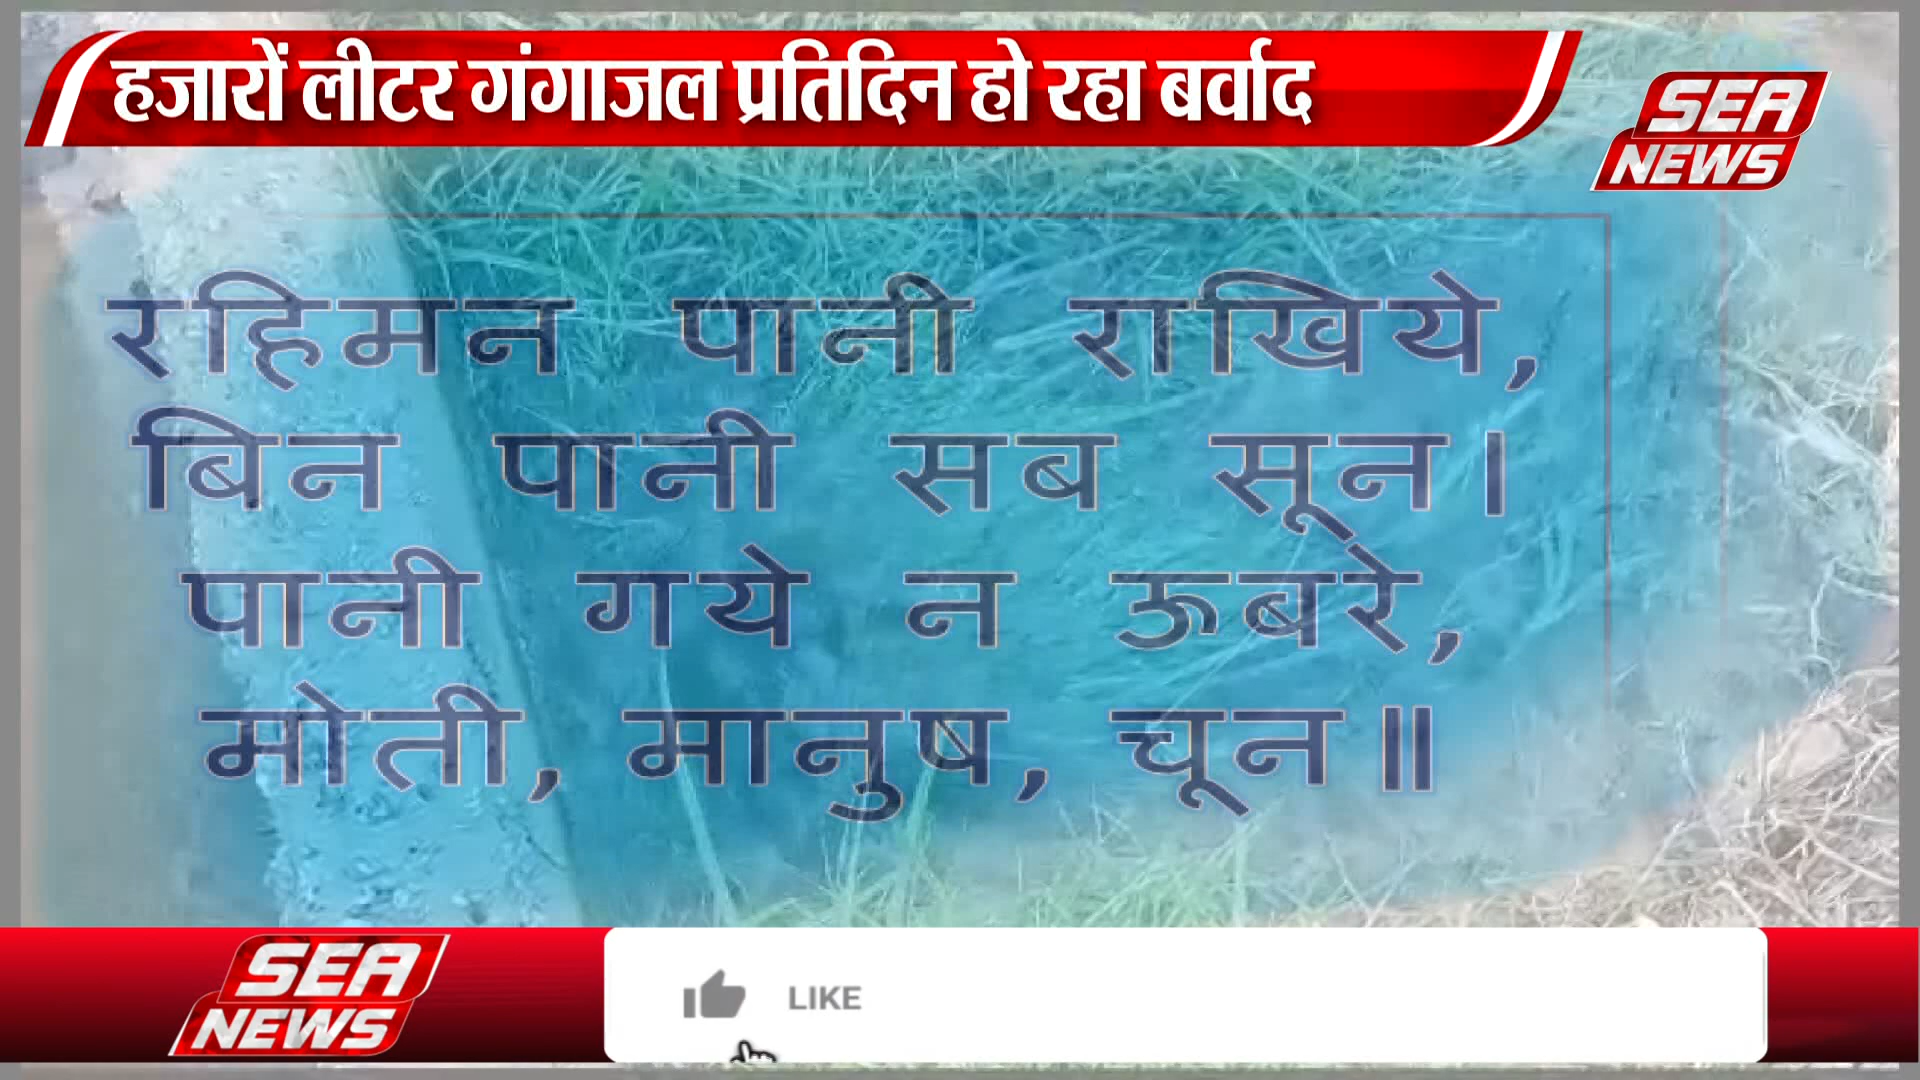 हजारों लीटर गंगाजल प्रतिदिन हो रहा बर्वाद
SEA
NEWS
रहिमन पानी राखिये,
बिन पानी सब सून।
पानी गये न ऊबरे,
मोती, मानुष, चून॥
SEA
NEWS
LIKE